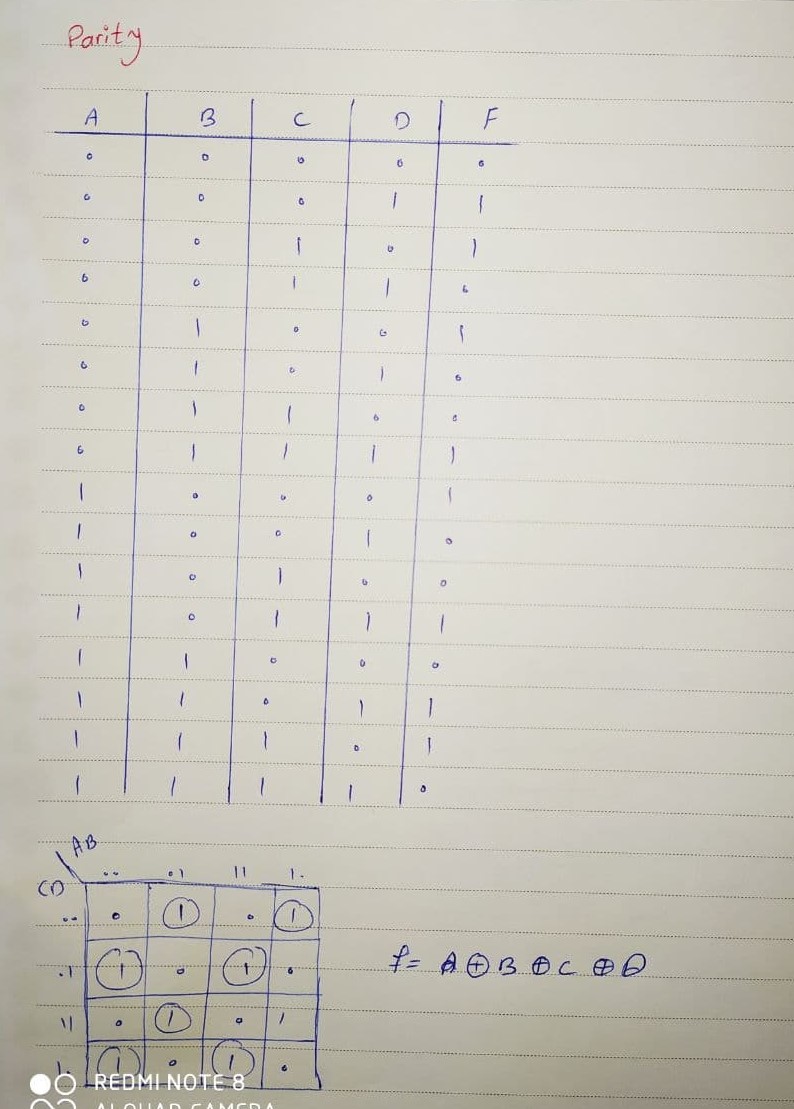 Parity
A B C D F
0 0 0 0 0
0 0 0 1 1
0 0 1 0 1
0 0 1 1 0
0 1 0 0 1
0 1 0 1 0
0 1 1 0 0
0 1 1 1 1
1 0 0 0 1
1 0 0 1 0
1 0 1 0 0
1 0 1 1 1
1 1 0 0 0
1 1 0 1 1
1 1 1 0 1
1 1 1 1 0
AB
CD 00 01 11 10
00 0 1 0 1
01 1 0 1 0
11 0 1 0 1
10 1 0 1 0
f= A⊕B⊕C⊕D
REDMI NOTE 8
AI QUAD CAMERA